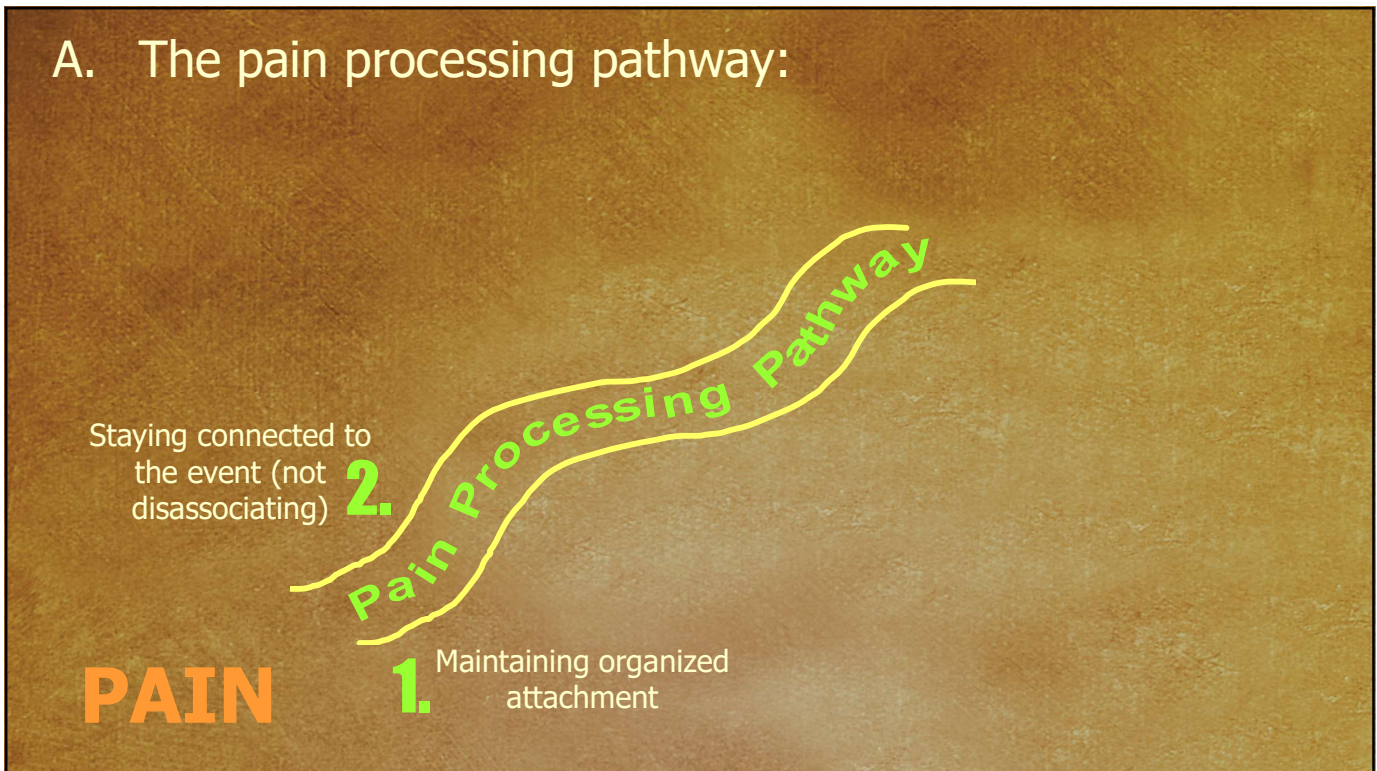 A. The pain processing pathway:
Pain Processing Pathway
Staying connected to
the event (not
disassociating)
2.
PAIN
1.
Maintaining organized
attachment